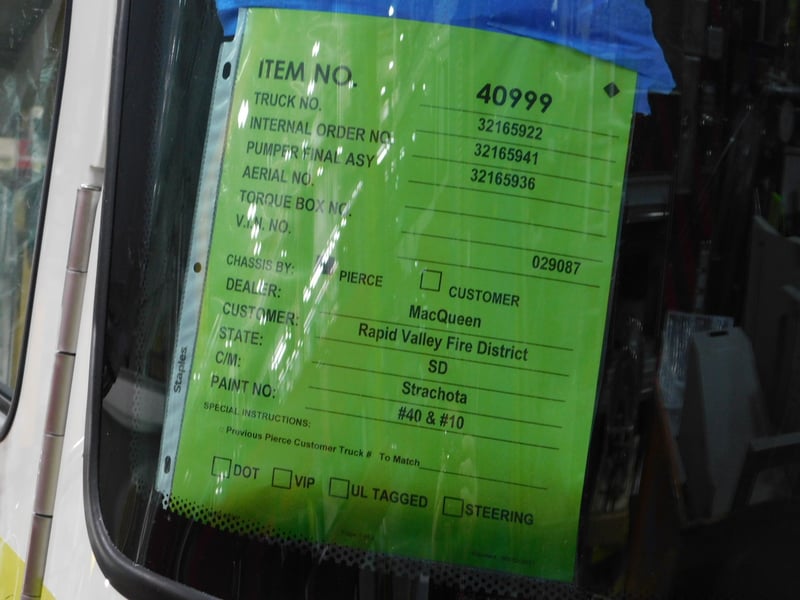 ITEM NO. 40999
TRUCK NO. 32165922
INTERNAL ORDER NO. 32165941
PUMPER FINAL ASY 32165936
AERIAL NO.
TORQUE BOX NO.
V.I.N. NO. 029087
CHASSIS BY: PIERCE CUSTOMER
DEALER: MacQueen
CUSTOMER: Rapid Valley Fire District
STATE: SD
C/M: Strachota
PAINT NO: #40 & #10
SPECIAL INSTRUCTIONS:
Previous Pierce Customer Truck # To Match
DOT VIP UL TAGGED STEERING
Staples